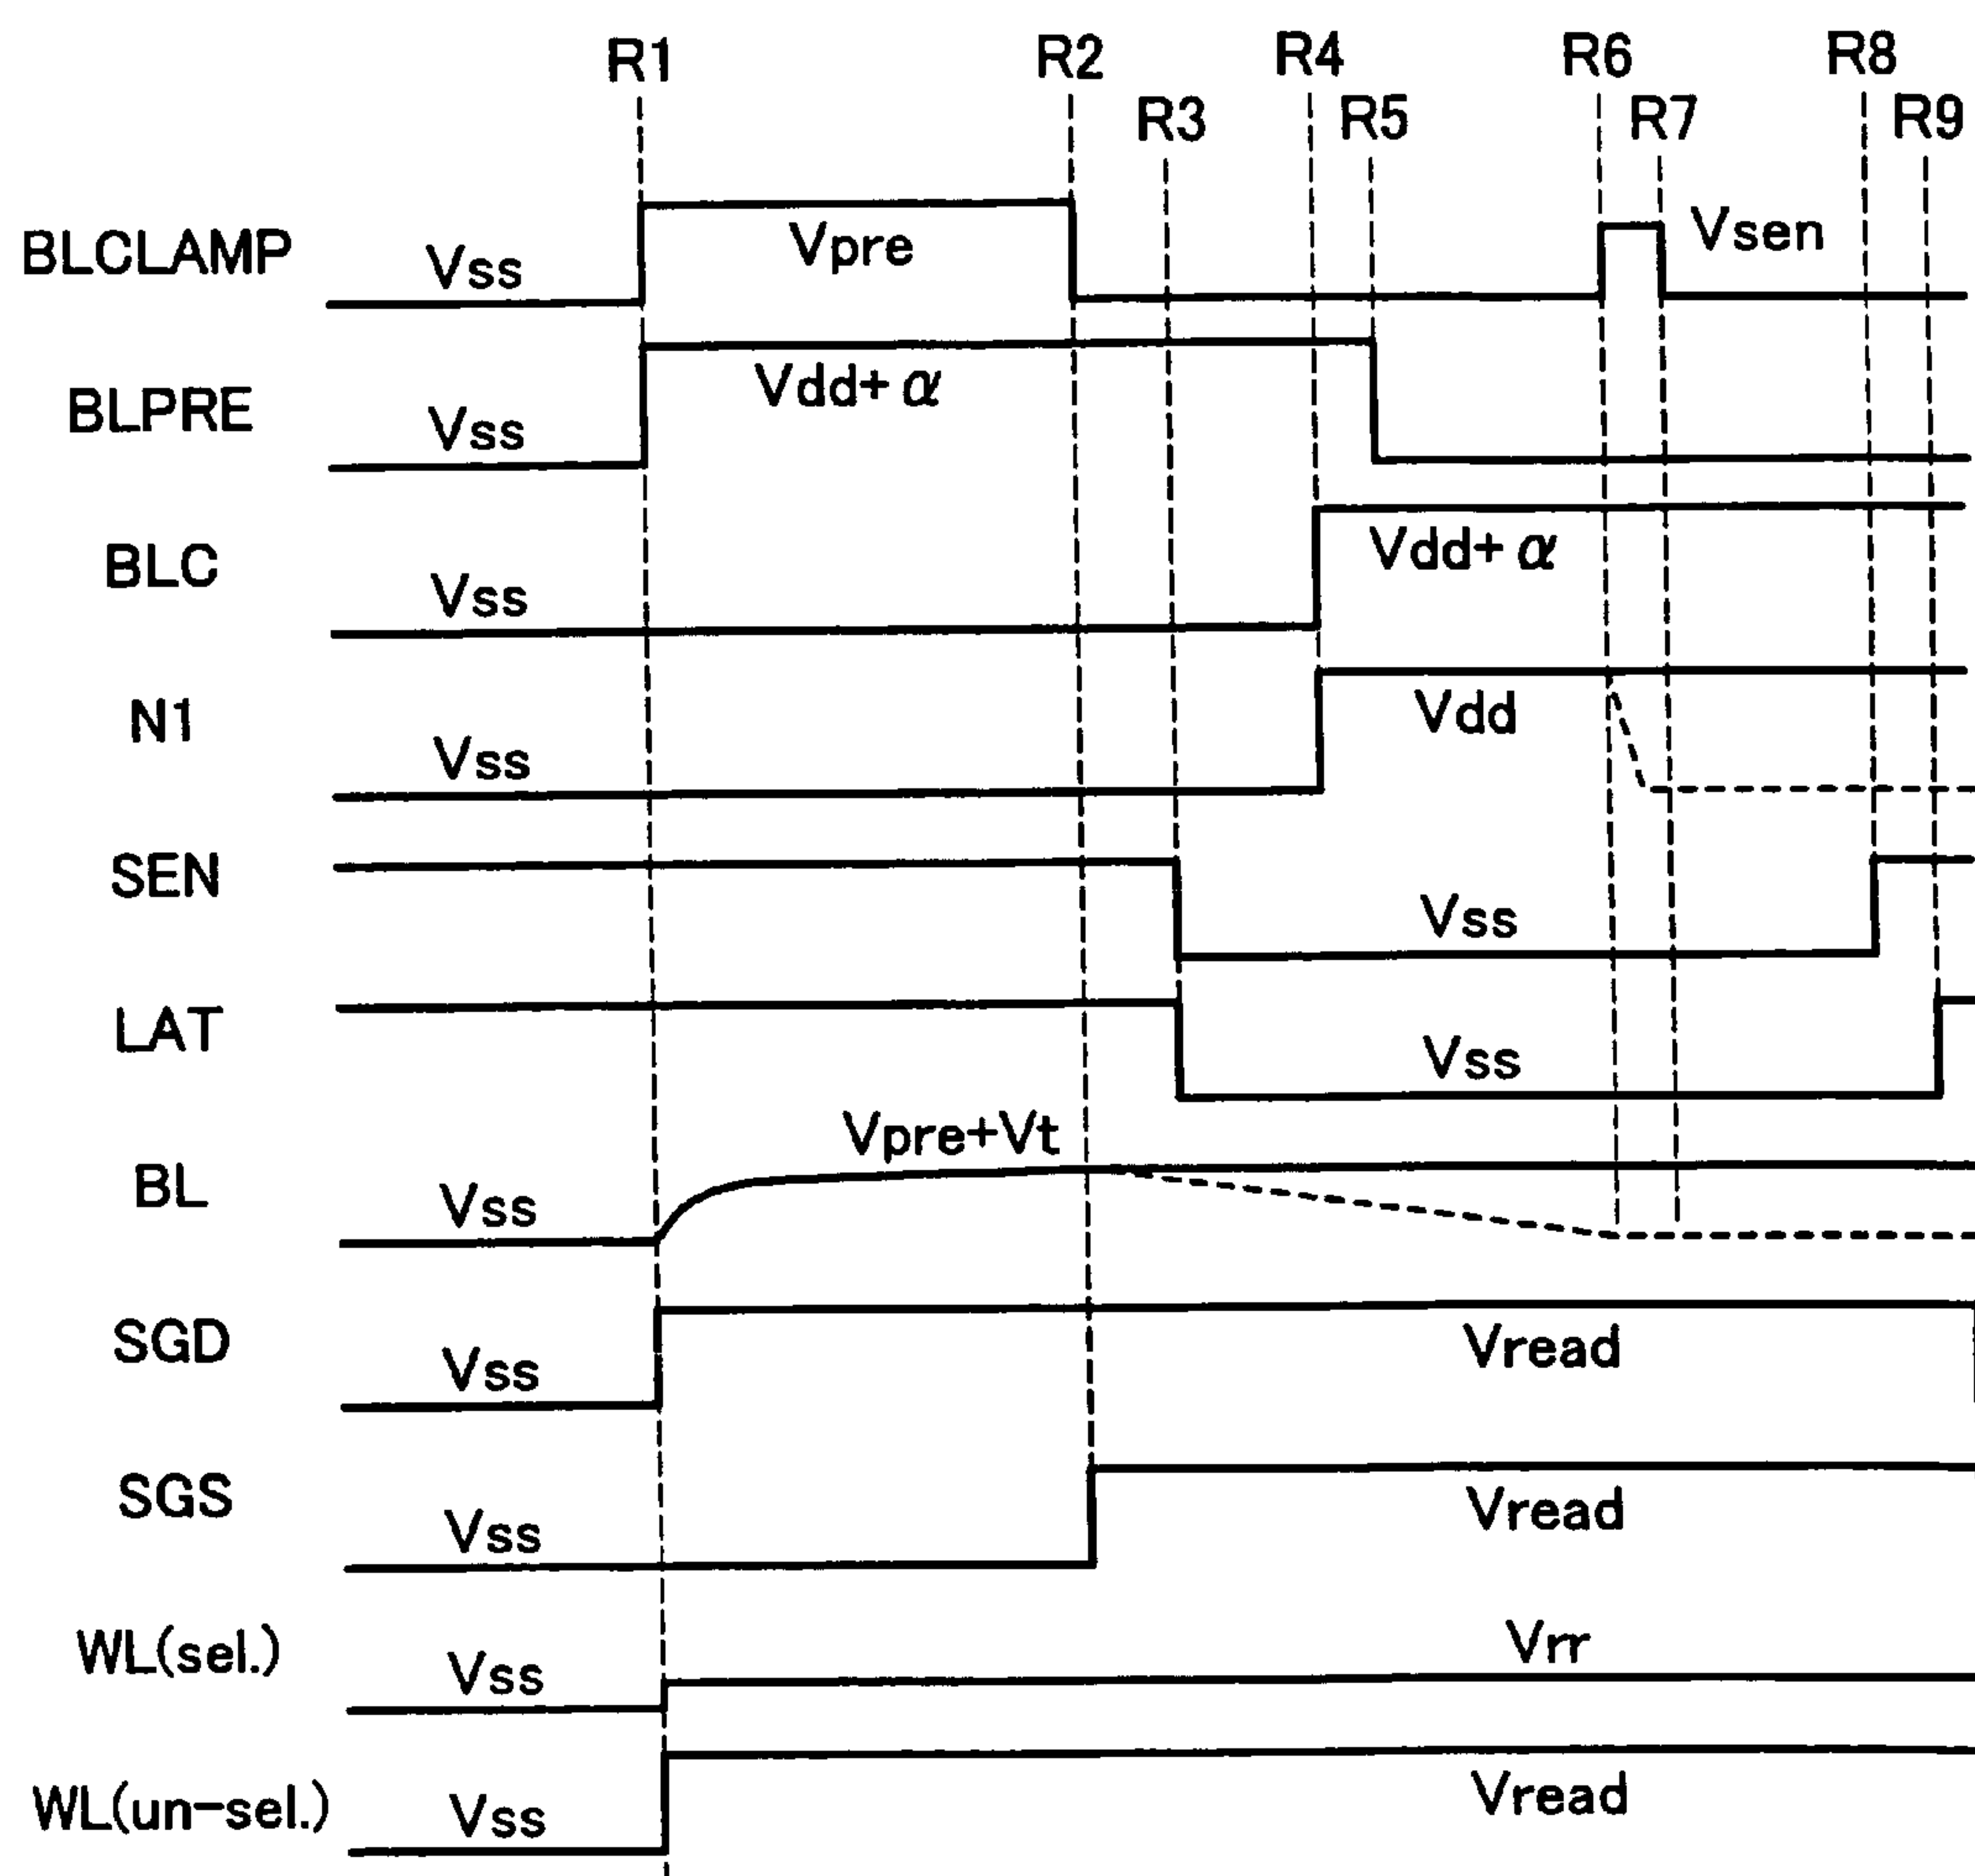 R1 R2 R4 R6 R8
R3 R5 R7 R9
BLCLAMP Vss Vpre Vsen
BLPRE Vss Vdd+α
BLC Vss Vdd+α
N1 Vss Vdd
SEN Vss
LAT Vss
BL Vss Vpre+Vt
SGD Vss Vread
SGS Vss Vread
WL(sel.) Vss Vrr
WL(un-sel.) Vss Vread